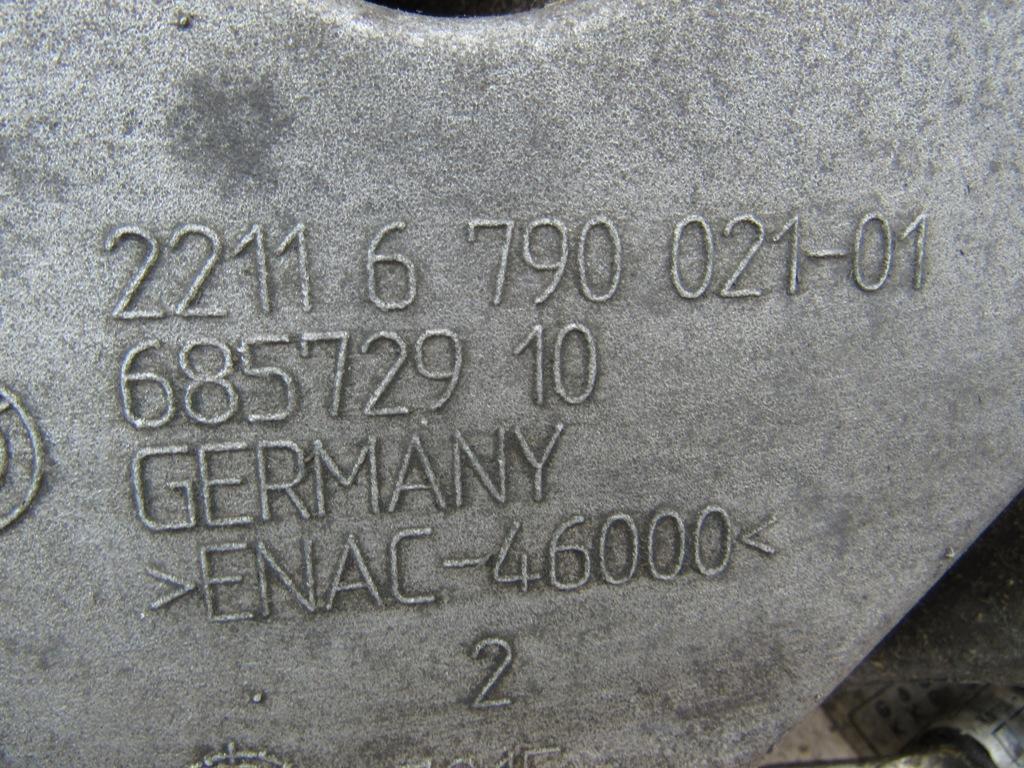 2211 6 790 021-01
685729 10
GERMANY
>ENAC-46000<
2